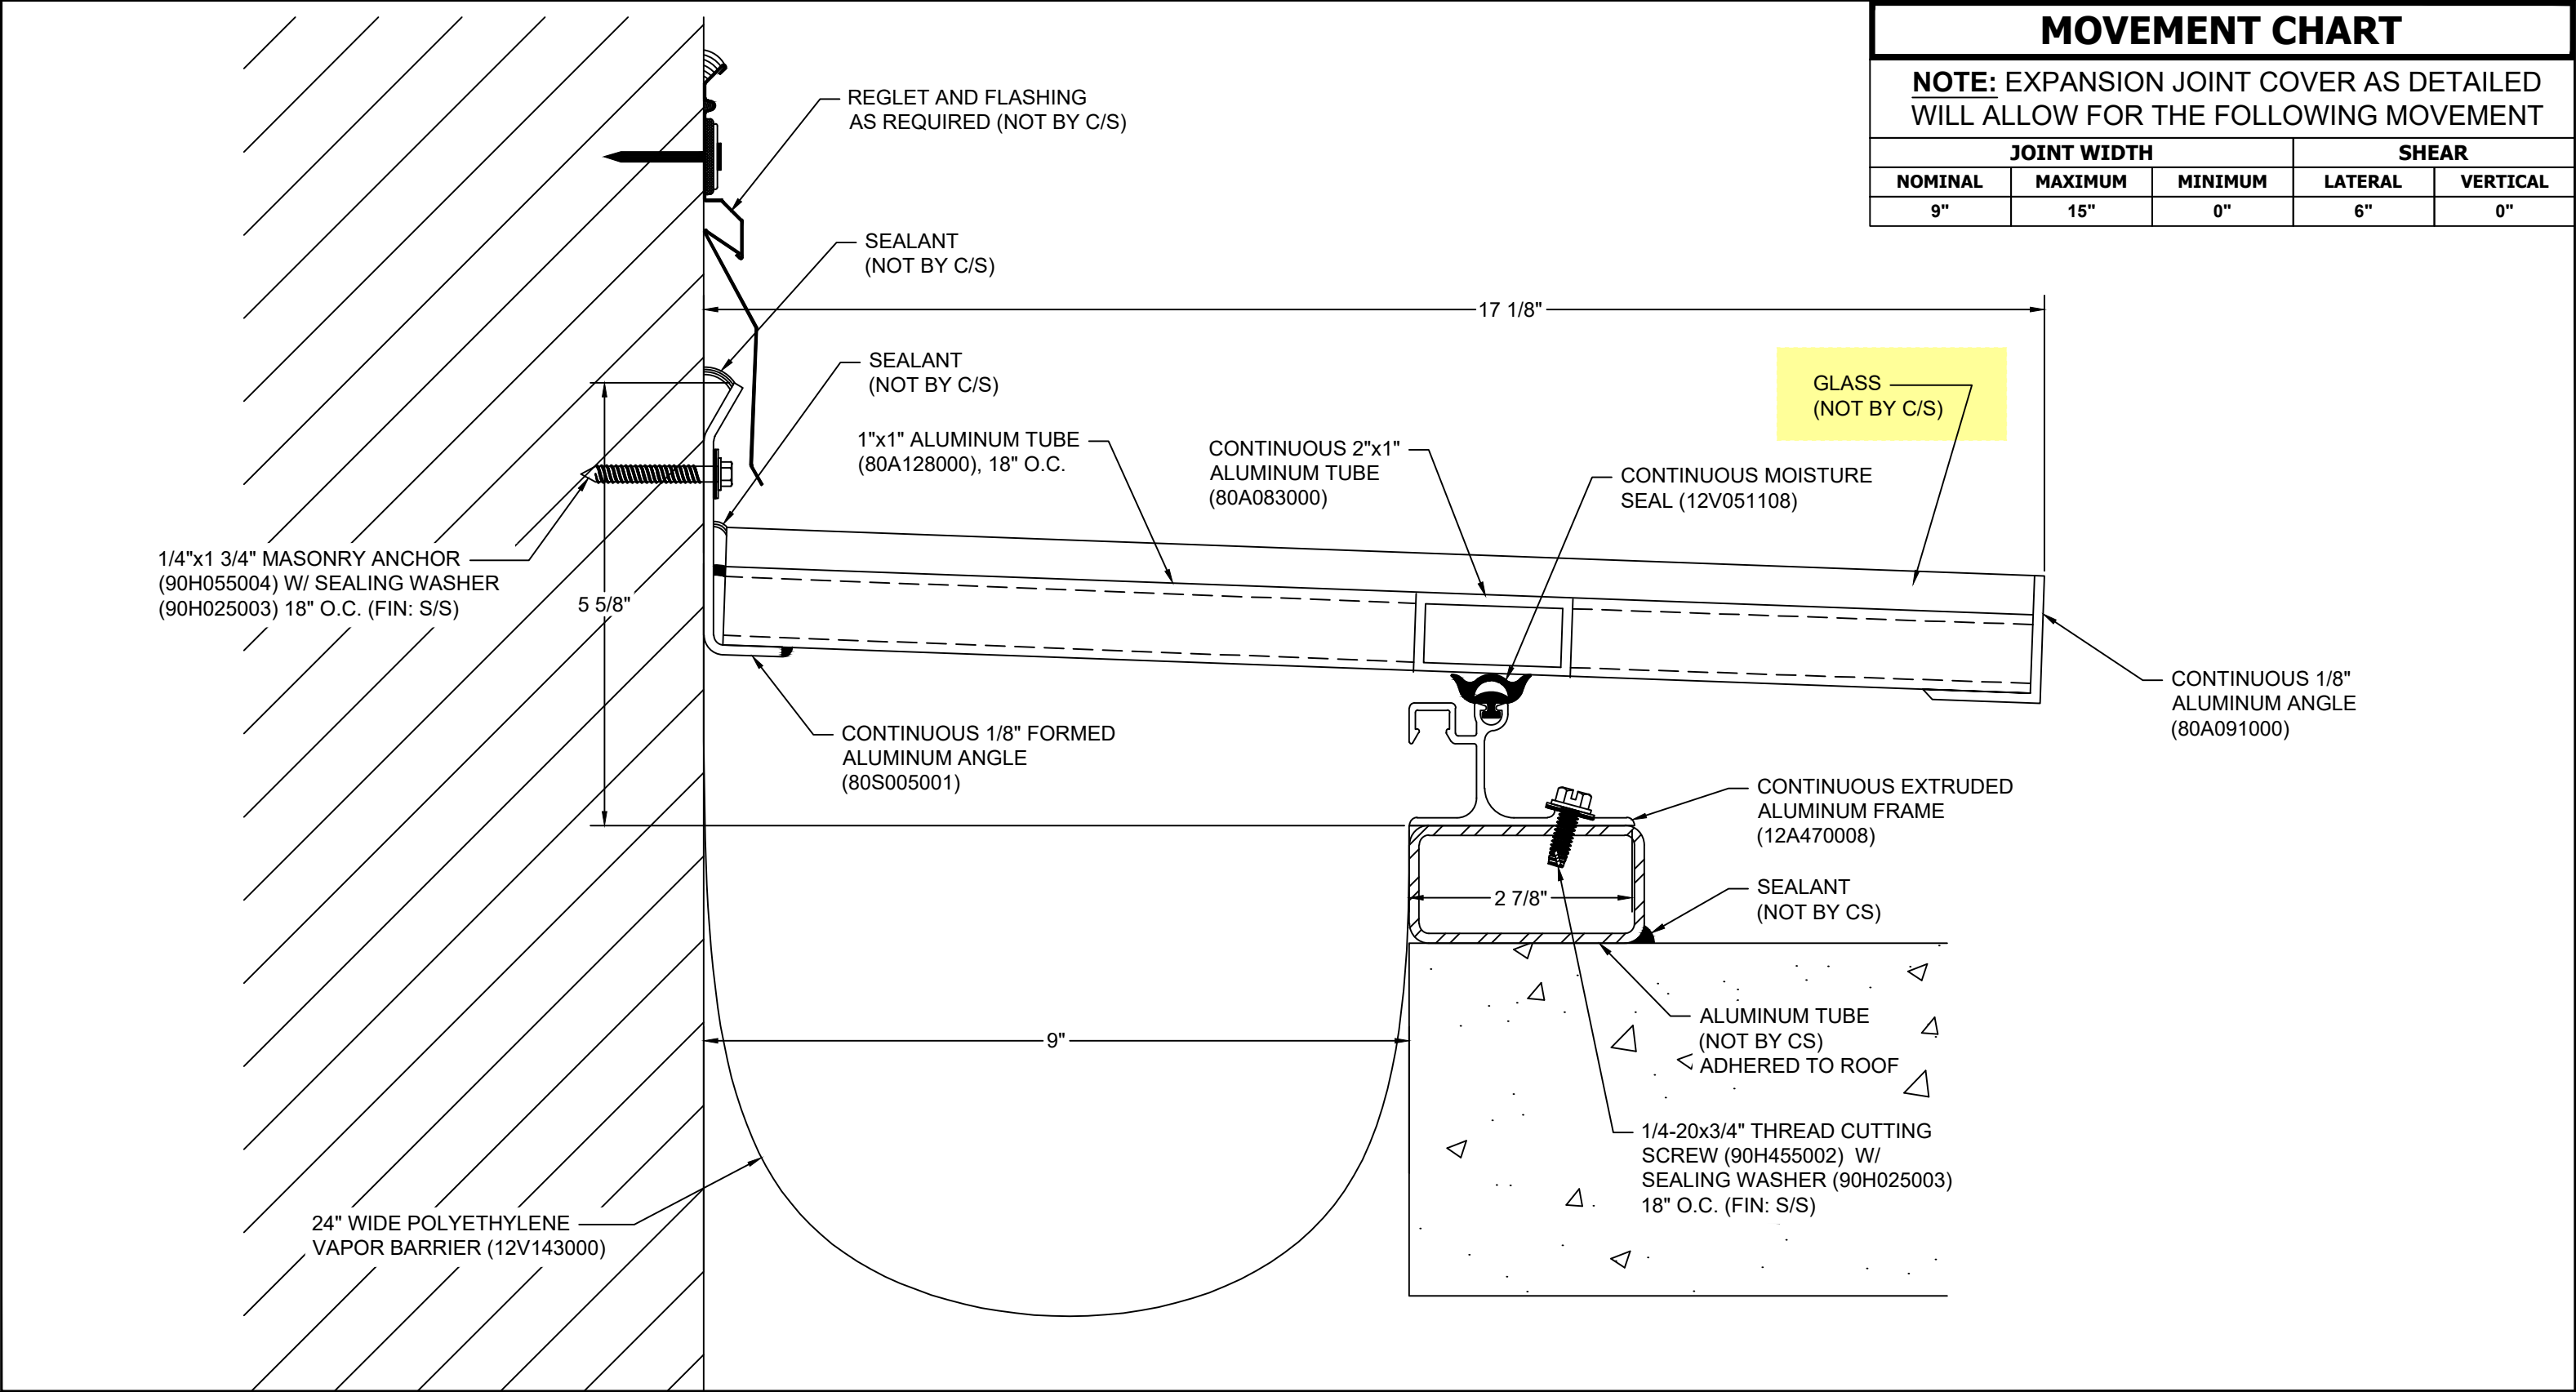 MOVEMENT CHART
NOTE: EXPANSION JOINT COVER AS DETAILED
WILL ALLOW FOR THE FOLLOWING MOVEMENT
JOINT WIDTH SHEAR
NOMINAL MAXIMUM MINIMUM LATERAL VERTICAL
9" 15" 0" 6" 0"
REGLET AND FLASHING
AS REQUIRED (NOT BY C/S)
SEALANT
(NOT BY C/S)
17 1/8"
SEALANT
(NOT BY C/S)
GLASS
(NOT BY C/S)
1"x1" ALUMINUM TUBE
(80A128000), 18" O.C.
CONTINUOUS 2"x1"
ALUMINUM TUBE
(80A083000)
CONTINUOUS MOISTURE
SEAL (12V051108)
1/4"x1 3/4" MASONRY ANCHOR
(90H055004) W/ SEALING WASHER
(90H025003) 18" O.C. (FIN: S/S)
5 5/8"
CONTINUOUS 1/8"
ALUMINUM ANGLE
(80A091000)
CONTINUOUS 1/8" FORMED
ALUMINUM ANGLE
(80S005001)
CONTINUOUS EXTRUDED
ALUMINUM FRAME
(12A470008)
2 7/8"
SEALANT
(NOT BY CS)
9"
ALUMINUM TUBE
(NOT BY CS)
ADHERED TO ROOF
1/4-20x3/4" THREAD CUTTING
SCREW (90H455002) W/
SEALING WASHER (90H025003)
18" O.C. (FIN: S/S)
24" WIDE POLYETHYLENE
VAPOR BARRIER (12V143000)